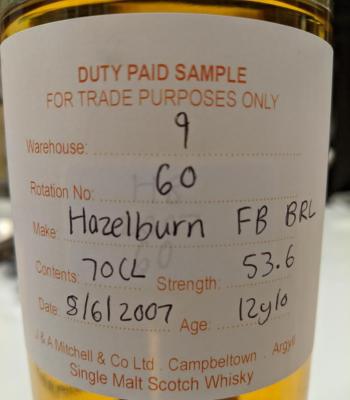 DUTY PAID SAMPLE
FOR TRADE PURPOSES ONLY
Warehouse: 9
Rotation No: 60
Make: Hazelburn FB BRL
Contents: 70CL Strength: 53.6
Date: 8/6/2007 Age: 12y/o
J & A Mitchell & Co Ltd . Campbeltown . Argyll
Single Malt Scotch Whisky